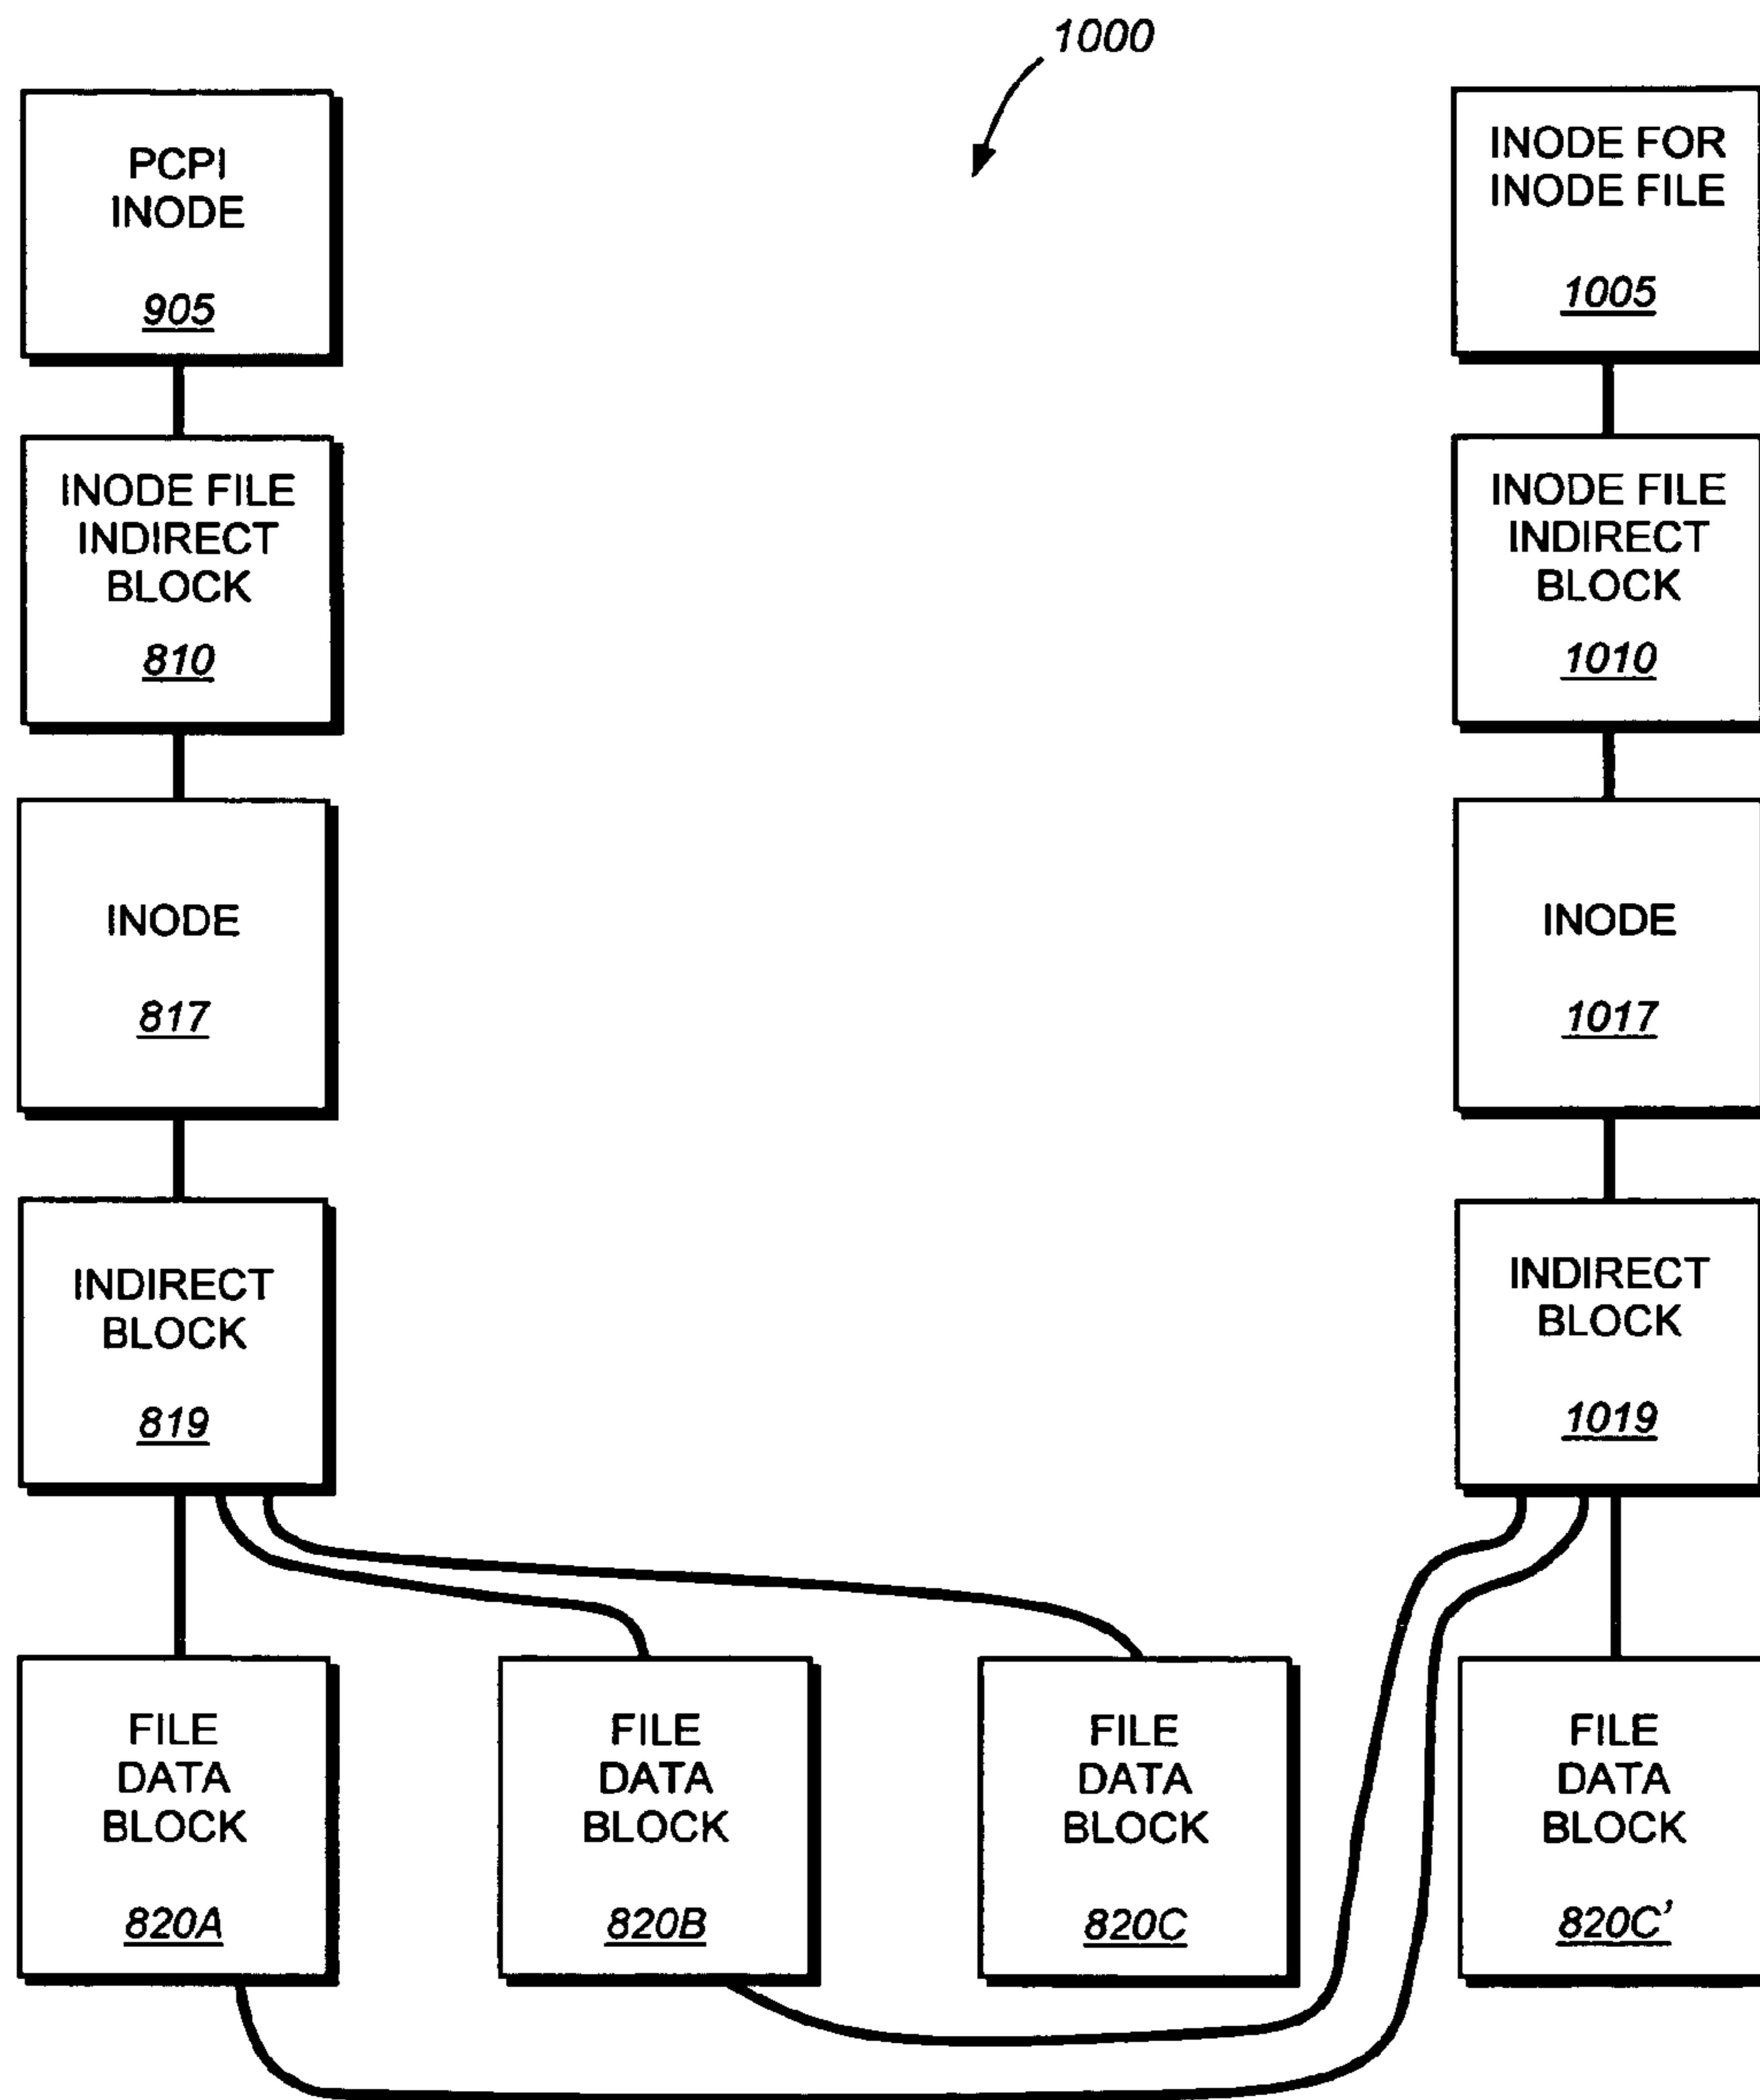 1000
PCPI
INODE
905
INODE FOR
INODE FILE
1005
INODE FILE
INDIRECT
BLOCK
810
INODE FILE
INDIRECT
BLOCK
1010
INODE
817
INODE
1017
INDIRECT
BLOCK
819
INDIRECT
BLOCK
1019
FILE
DATA
BLOCK
820A
FILE
DATA
BLOCK
820B
FILE
DATA
BLOCK
820C
FILE
DATA
BLOCK
820C'